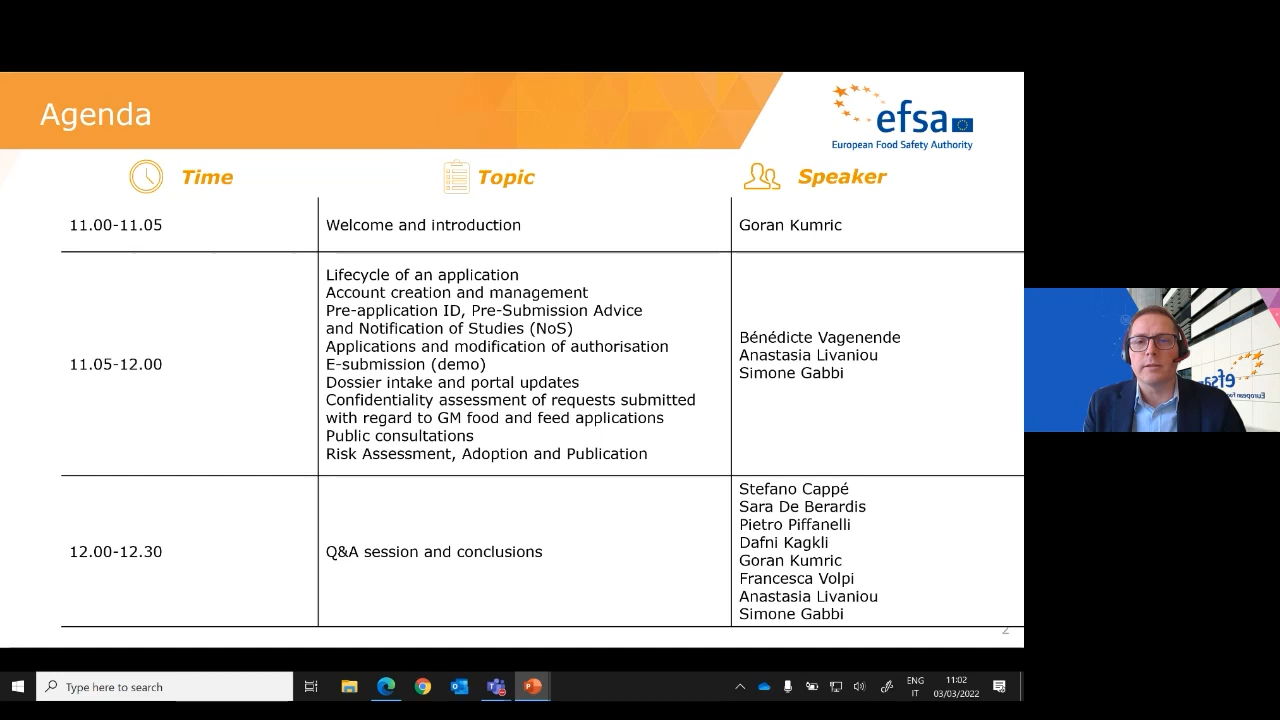 Agenda
efsa
European Food Safety Authority
Time
Topic
Speaker
11.00-11.05
Welcome and introduction
Goran Kumric
11.05-12.00
Lifecycle of an application
Account creation and management
Pre-application ID, Pre-Submission Advice
and Notification of Studies (NoS)
Applications and modification of authorisation
E-submission (demo)
Dossier intake and portal updates
Confidentiality assessment of requests submitted
with regard to GM food and feed applications
Public consultations
Risk Assessment, Adoption and Publication
Bénédicte Vagenende
Anastasia Livaniou
Simone Gabbi
12.00-12.30
Q&A session and conclusions
Stefano Cappé
Sara De Berardis
Pietro Piffanelli
Dafni Kagkli
Goran Kumric
Francesca Volpi
Anastasia Livaniou
Simone Gabbi
2
efsa
European
Type here to search
ENG
IT
11:02
03/03/2022